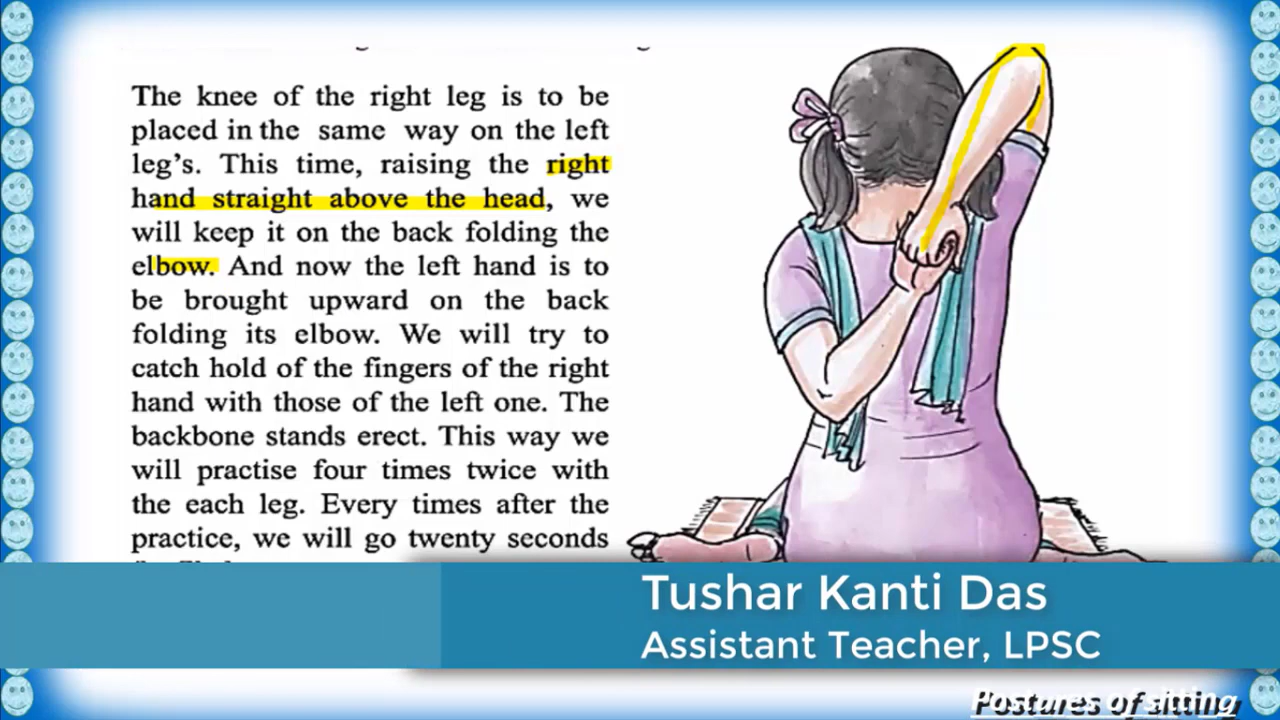 The knee of the right leg is to be
placed in the same way on the left
leg's. This time, raising the right
hand straight above the head, we
will keep it on the back folding the
elbow. And now the left hand is to
be brought upward on the back
folding its elbow. We will try to
catch hold of the fingers of the right
hand with those of the left one. The
backbone stands erect. This way we
will practise four times twice with
the each leg. Every times after the
practice, we will go twenty seconds
Tushar Kanti Das
Assistant Teacher, LPSC
Postures of sitting